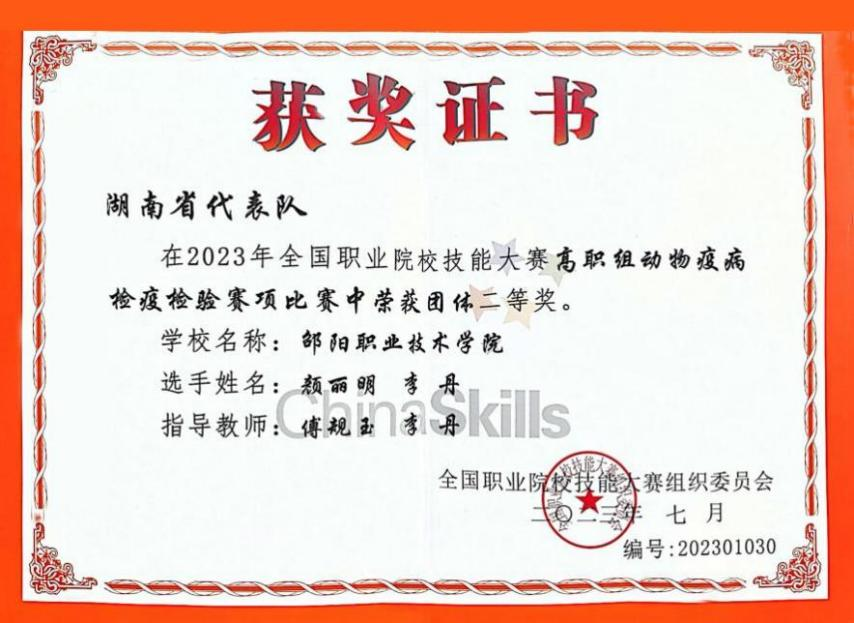 获奖证书
湖南省代表队
在2023年全国职业院校技能大赛高职组动物疫病
检疫检验赛项比赛中荣获团体二等奖。
学校名称：邵阳职业技术学院
选手姓名：颜丽明 李丹
指导教师：傅规玉 李丹
ChinaSkills
全国职业院校技能大赛组织委员会
二〇二三年 七月
编号:202301030